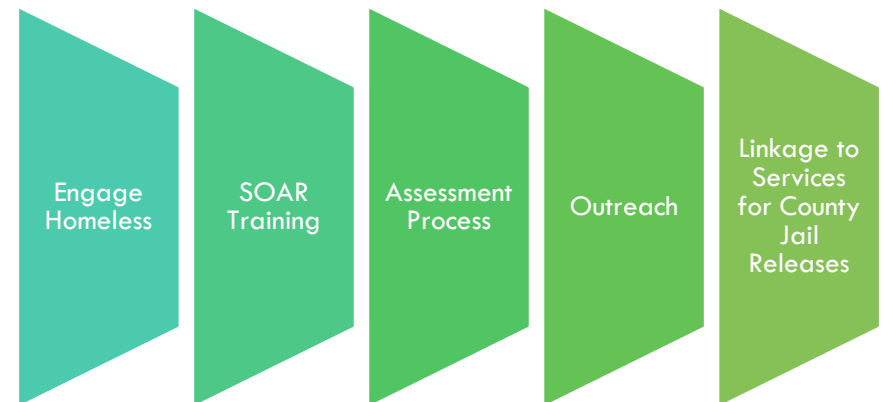 Engage
Homeless
SOAR
Training
Assessment
Process
Outreach
Linkage to
Services
for County
Jail
Releases